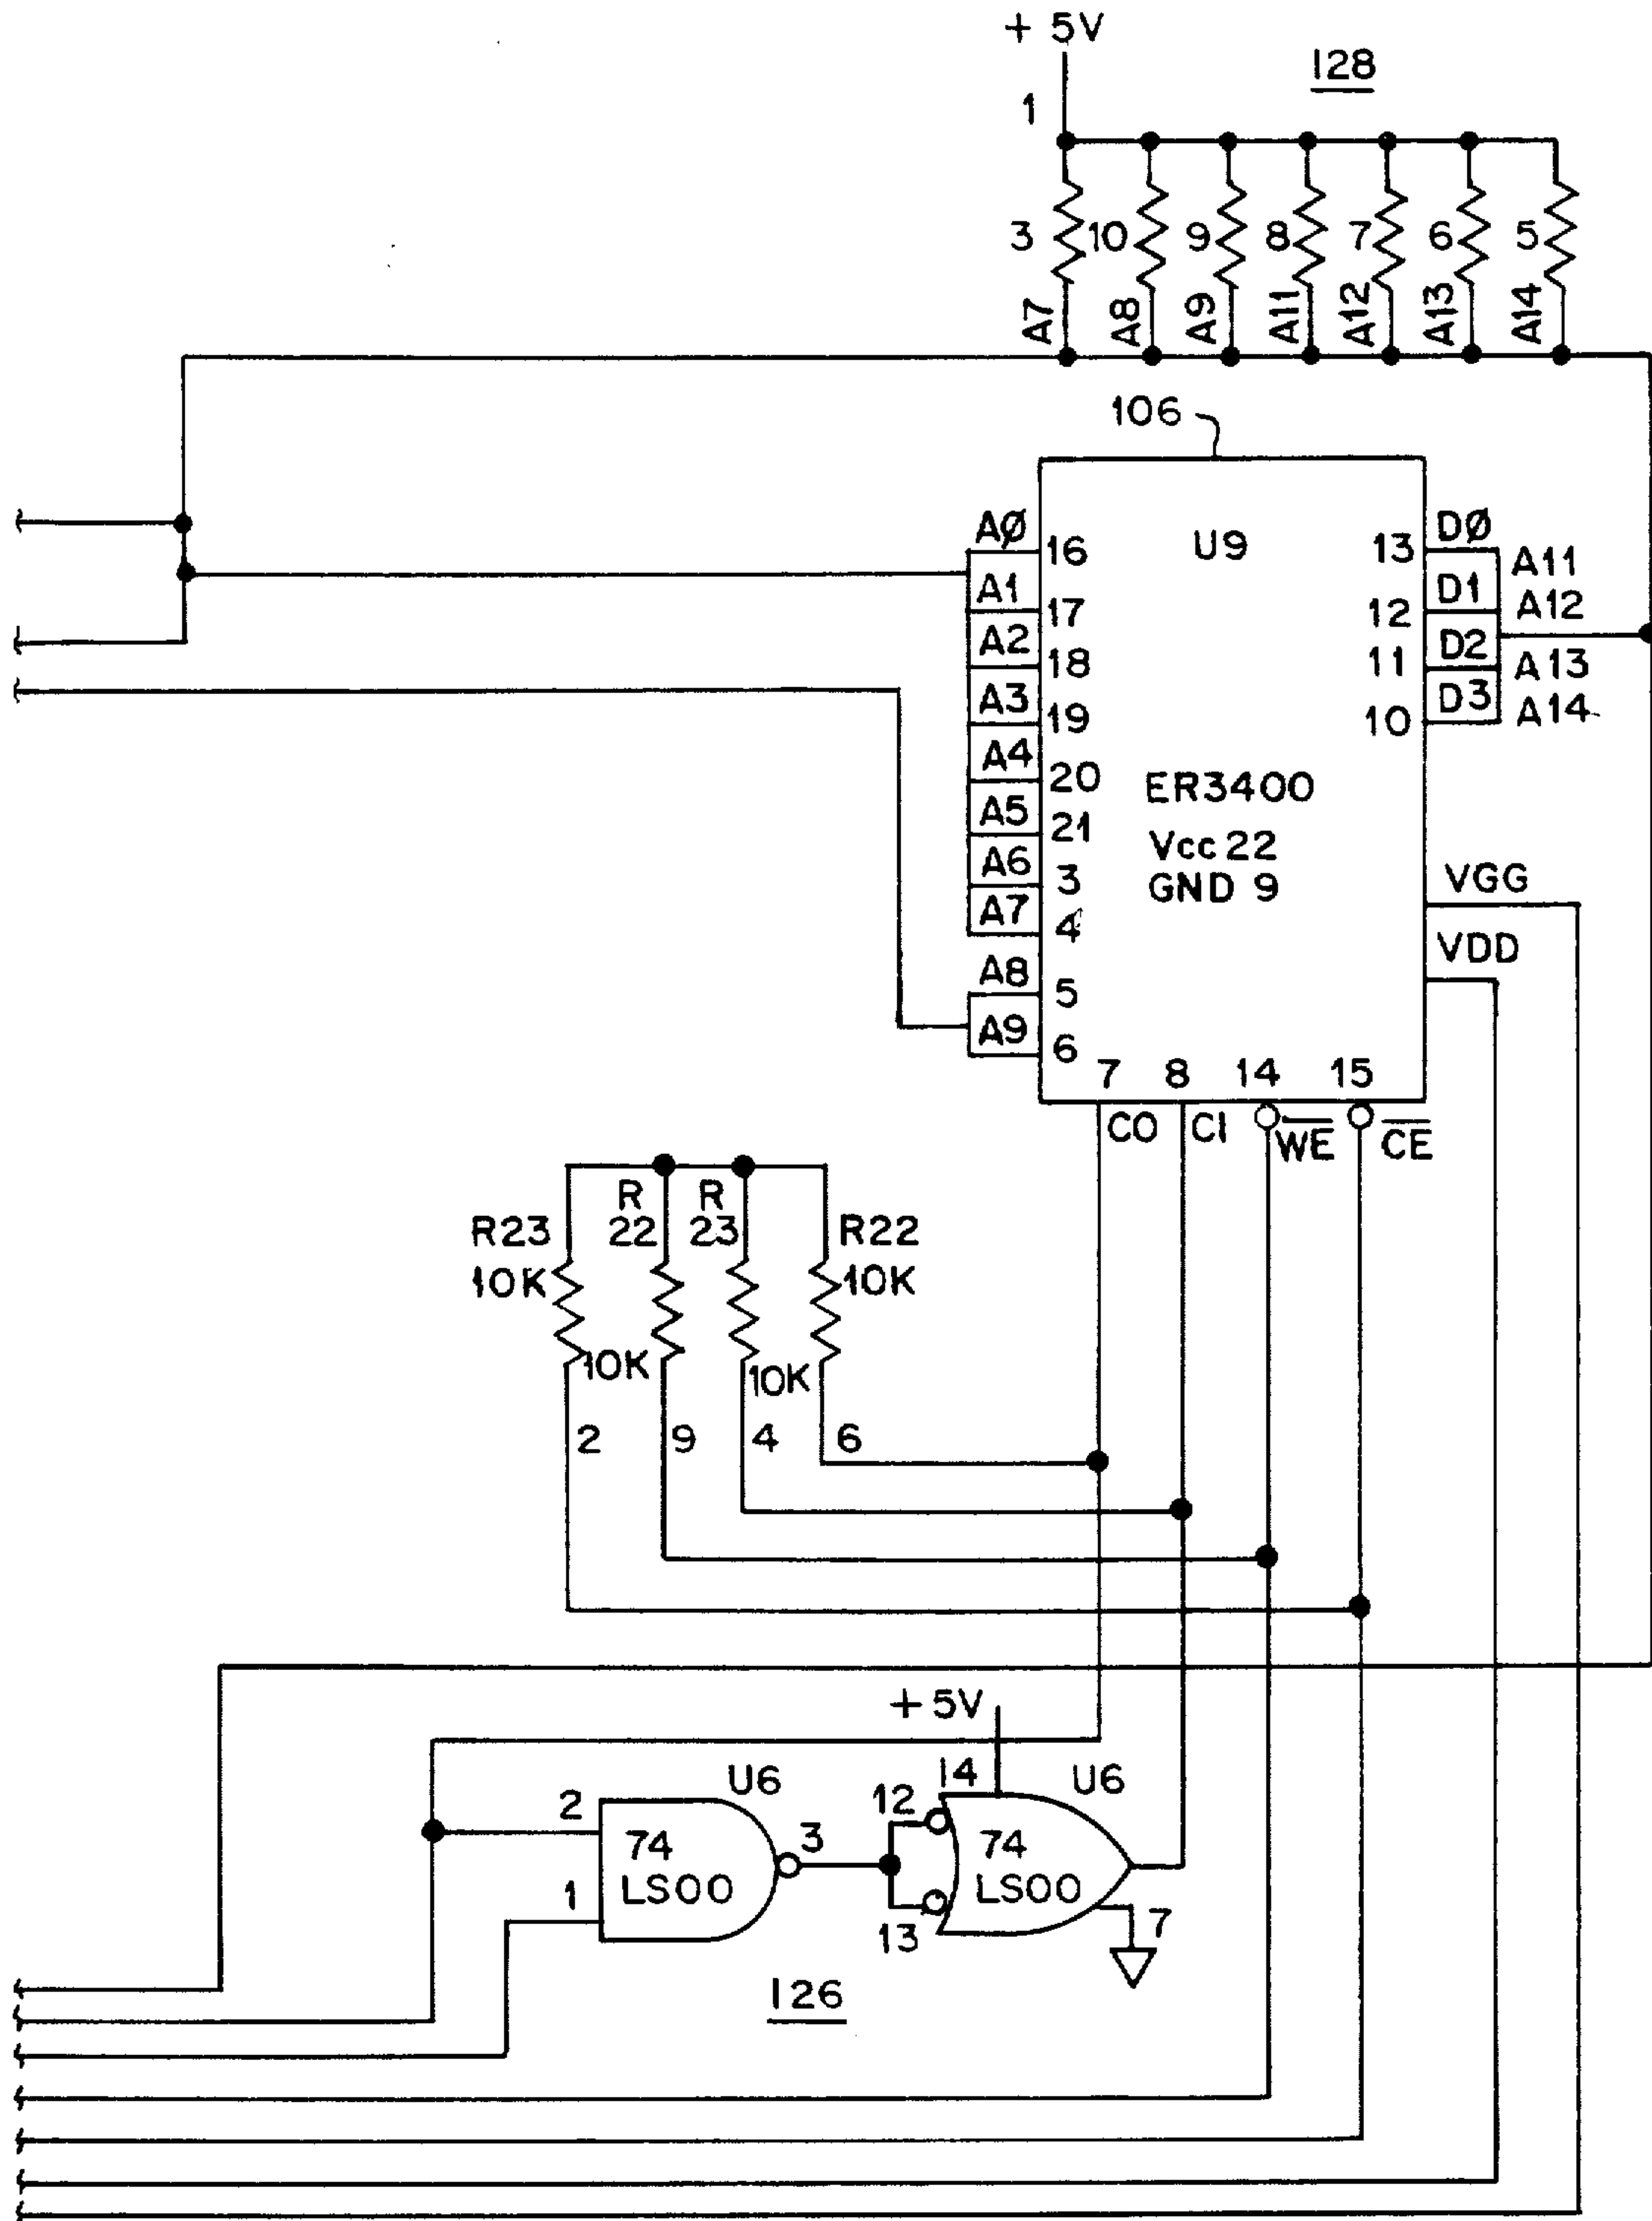 + 5V
128
1
3 10 9 8 7 6 5
A7 A8 A9 A11 A12 A13 A14
106
U9
AØ 16
A1 17
A2 18
A3 19
A4 20
A5 21
A6 3
A7 4
A8 5
A9 6
13 DØ A11
12 D1 A12
11 D2 A13
10 D3 A14
ER3400
Vcc 22
GND 9
VGG
VDD
7 8 14 15
CO CI WE CE
R23 10K
R 22 10K
R 23 10K
R22 10K
2 9 4 6
+ 5V
U6
2
1
74
LS00
3
12
13
14
U6
74
LS00
7
126